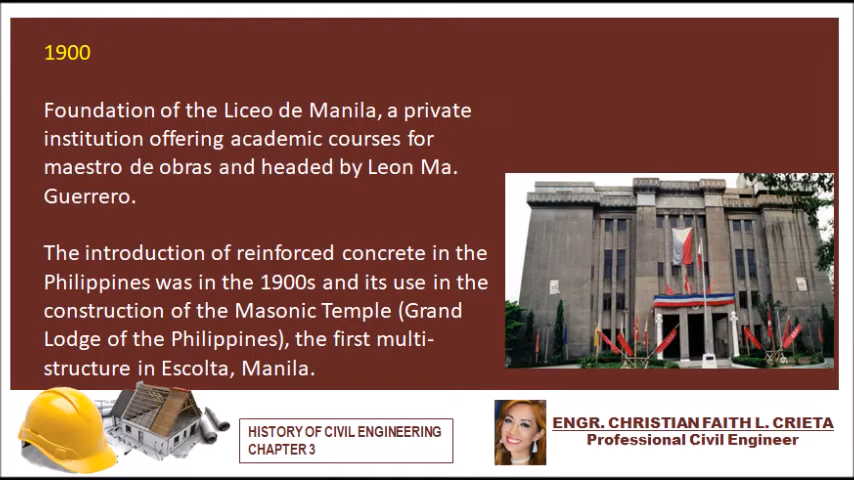 1900
Foundation of the Liceo de Manila, a private
institution offering academic courses for
maestro de obras and headed by Leon Ma.
Guerrero.
The introduction of reinforced concrete in the
Philippines was in the 1900s and its use in the
construction of the Masonic Temple (Grand
Lodge of the Philippines), the first multi-
structure in Escolta, Manila.
HISTORY OF CIVIL ENGINEERING
CHAPTER 3
ENGR. CHRISTIAN FAITH L. CRIETA
Professional Civil Engineer